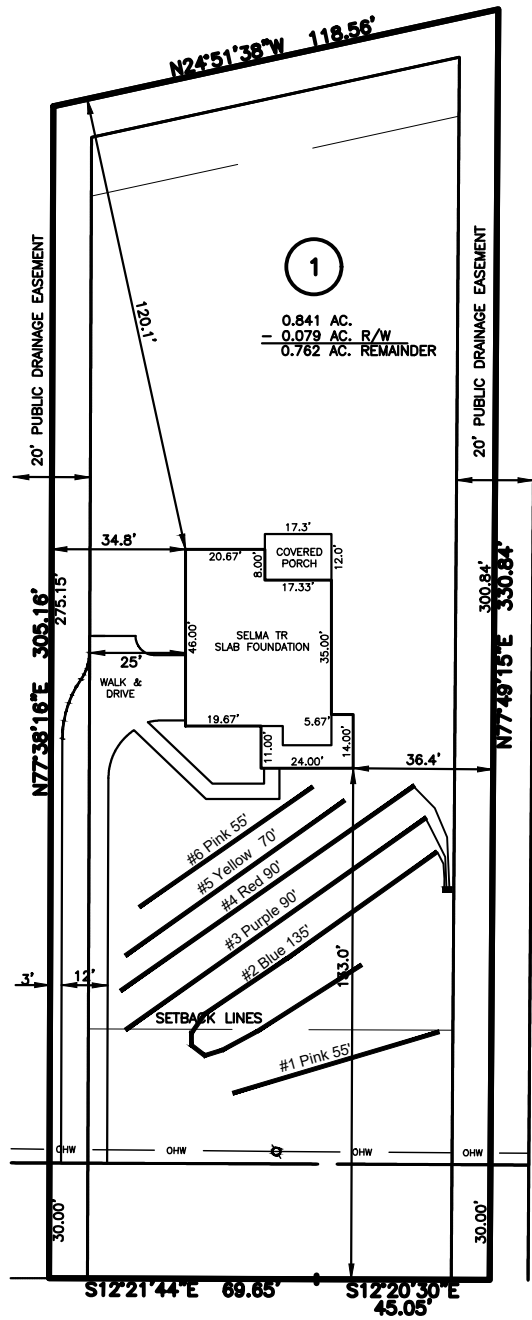 N24°51'38"W 118.56'
20' PUBLIC DRAINAGE EASEMENT
20' PUBLIC DRAINAGE EASEMENT
1
0.841 AC.
- 0.079 AC. R/W
0.762 AC. REMAINDER
120.1'
34.8'
20.67'
8.00'
17.3'
COVERED
PORCH
12.0'
17.33'
N77°38'16"E 305.16'
275.15'
N77°49'15"E 330.84'
300.84'
46.00'
SELMA TR
SLAB FOUNDATION
35.00'
25'
WALK &
DRIVE
19.67'
5.67'
11.00'
24.00'
14.00'
36.4'
#6 Pink 55'
#5 Yellow 70'
#4 Red 90'
#3 Purple 90'
#2 Blue 135'
133.0'
3'
12'
SETBACK LINES
#1 Pink 55'
OHW
OHW
OHW
OHW
30.00'
30.00'
S12°21'44"E 69.65'
S12°20'30"E
45.05'